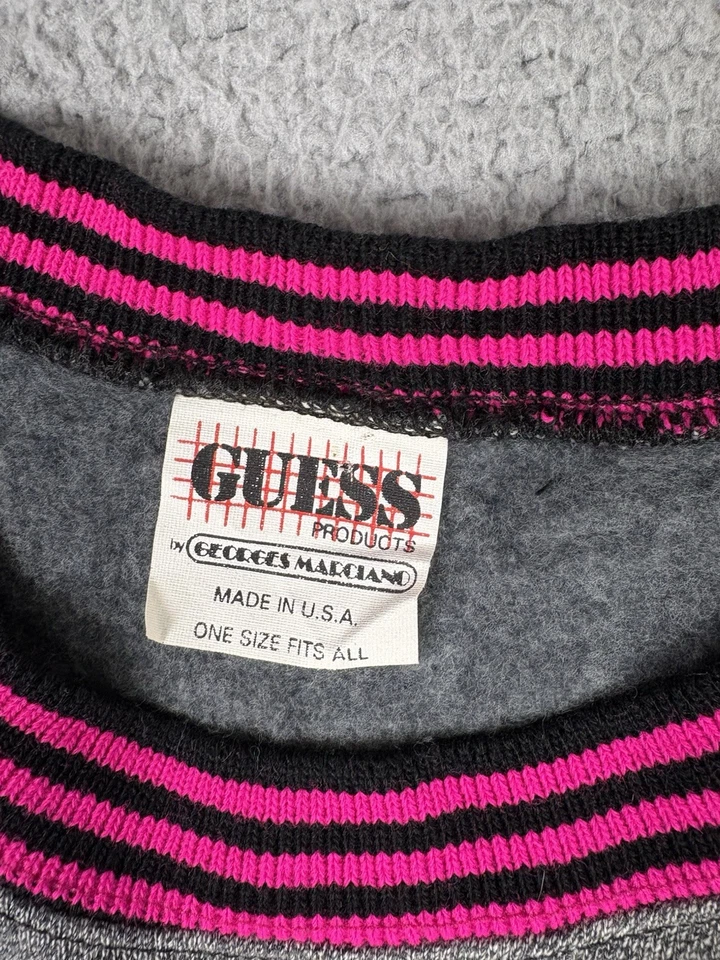 GUESS
PRODUCTS
by GEORGES MARCIANO
MADE IN U.S.A.
ONE SIZE FITS ALL